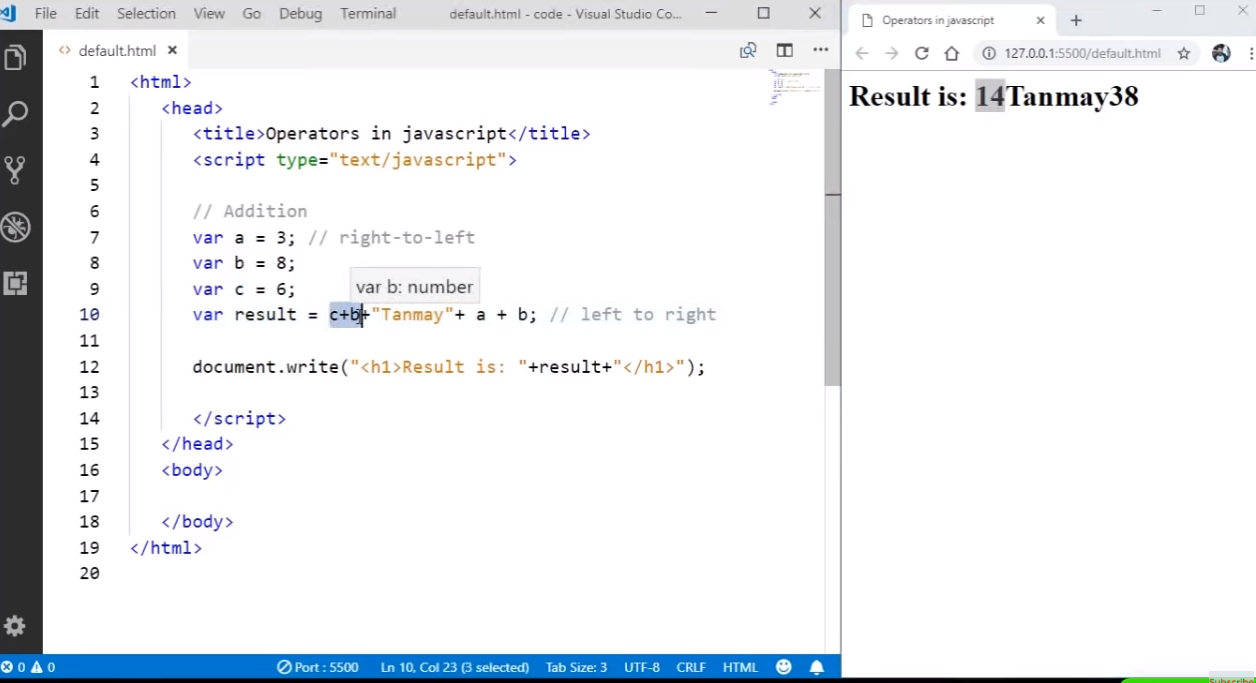 File Edit Selection View Go Debug Terminal default.html - code - Visual Studio Co...
default.html
1 <html>
2 <head>
3 <title>Operators in javascript</title>
4 <script type="text/javascript">
5
6 // Addition
7 var a = 3; // right-to-left
8 var b = 8;
9 var c = 6;
var b: number
10 var result = c+b+"Tanmay"+ a + b; // left to right
11
12 document.write("<h1>Result is: "+result+"</h1>");
13
14 </script>
15 </head>
16 <body>
17
18 </body>
19 </html>
20
0 0 Port : 5500 Ln 10, Col 23 (3 selected) Tab Size: 3 UTF-8 CRLF HTML
Operators in javascript
127.0.0.1:5500/default.html
Result is: 14Tanmay38
Subscribe